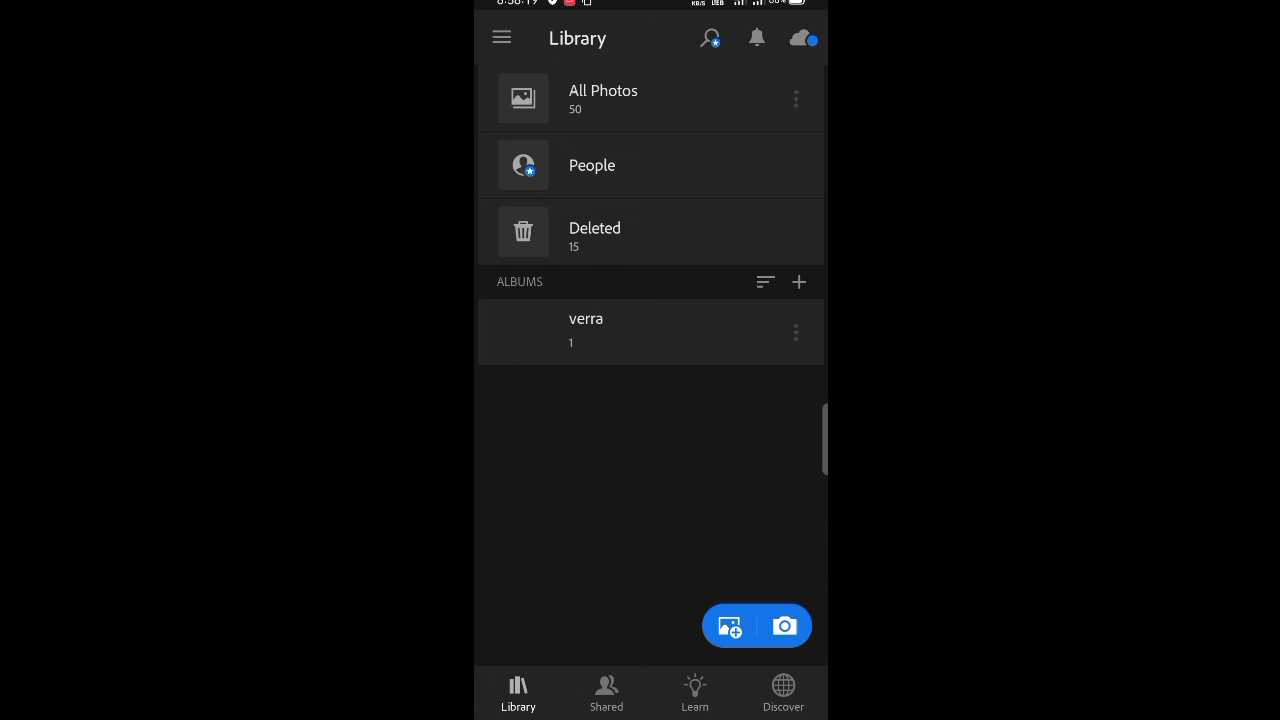 Library
All Photos
50
People
Deleted
15
ALBUMS
verra
1
Library Shared Learn Discover